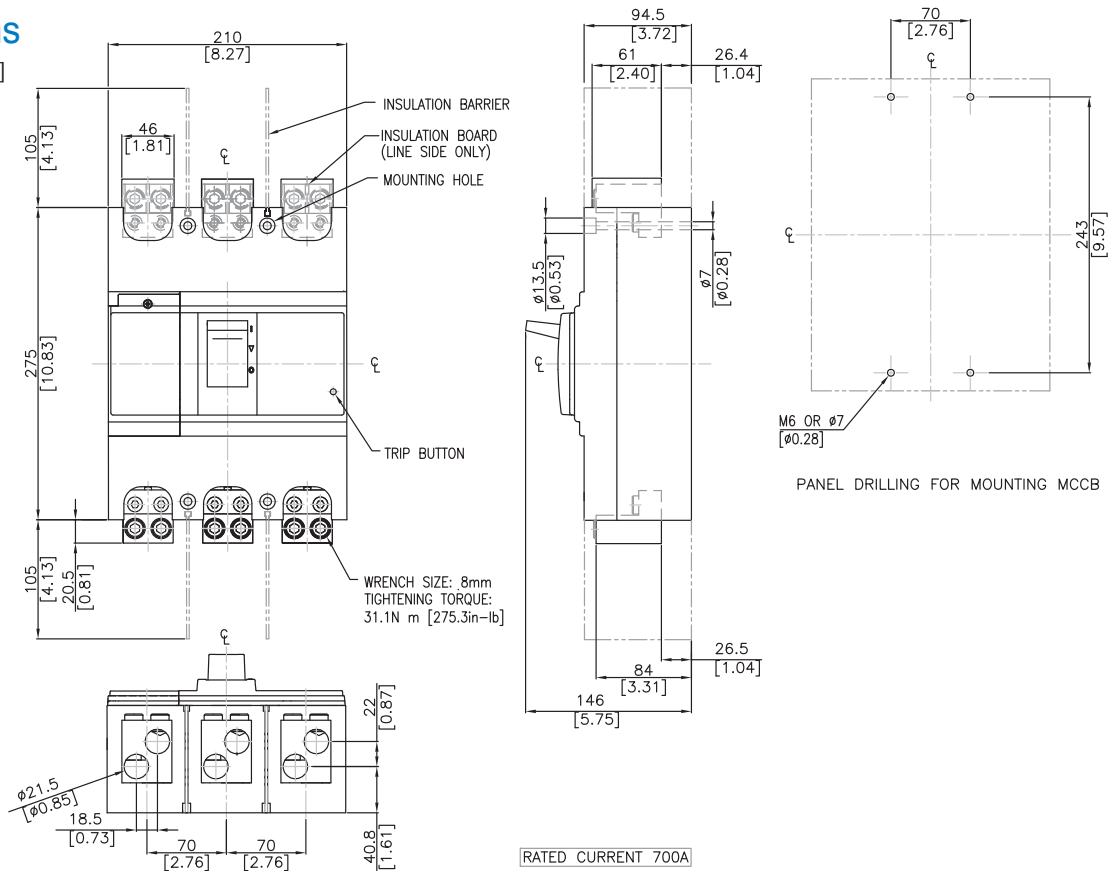 s
]
210
[8.27]
94.5
[3.72]
61
[2.40]
26.4
[1.04]
70
[2.76]
℄
105
[4.13]
46
[1.81]
℄
INSULATION BARRIER
INSULATION BOARD
(LINE SIDE ONLY)
MOUNTING HOLE
ø13.5
[ø0.53]
ø7
[ø0.28]
℄
243
[9.57]
275
[10.83]
℄
℄
TRIP BUTTON
M6 OR ø7
[ø0.28]
PANEL DRILLING FOR MOUNTING MCCB
105
[4.13]
20.5
[0.81]
WRENCH SIZE: 8mm
TIGHTENING TORQUE:
31.1N m [275.3in-lb]
℄
26.5
[1.04]
84
[3.31]
146
[5.75]
22
[0.87]
ø21.5
[ø0.85]
18.5
[0.73]
70
[2.76]
70
[2.76]
40.8
[1.61]
RATED CURRENT 700A